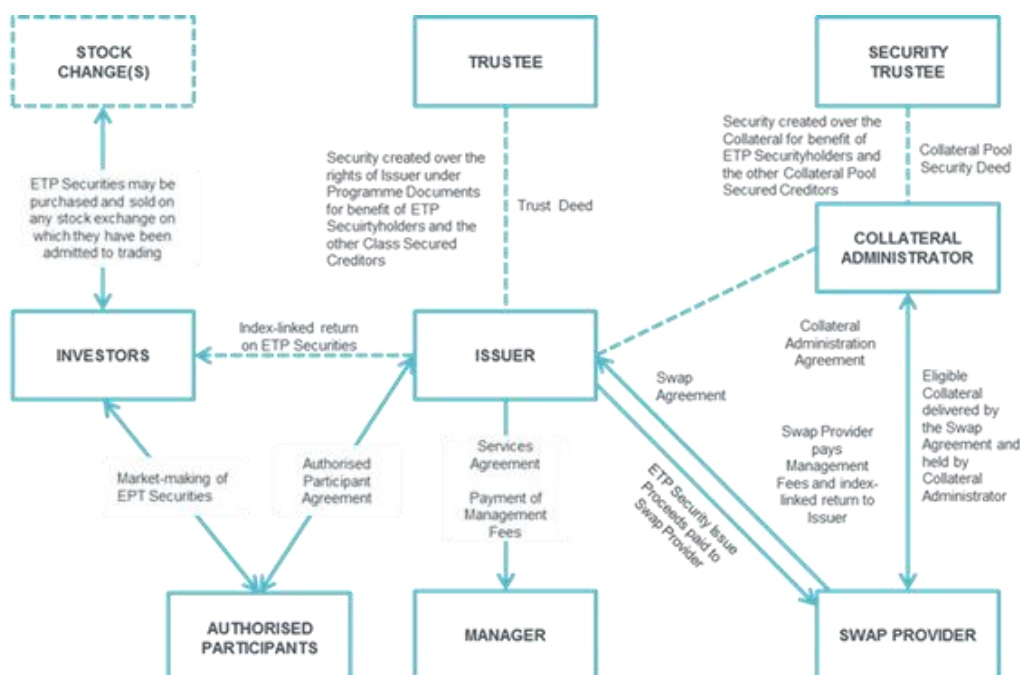 STOCK
CHANGE(S)
TRUSTEE
SECURITY
TRUSTEE
ETP Securities may be
purchased and sold on
any stock exchange on
which they have been
admitted to trading
Security created over the
rights of Issuer under
Programme Documents
for benefit of ETP
Secuirtyholders and the
other Class Secured
Creditors
Trust Deed
Security created over the
Collateral for benefit of
ETP Securityholders and
the other Collateral Pool
Secured Creditors
Collateral Pool
Security Deed
COLLATERAL
ADMINISTRATOR
INVESTORS
Index-linked return
on ETP Securities
ISSUER
Collateral
Administration
Agreement
Swap
Agreement
Eligible
Collateral
delivered by
the Swap
Agreement and
held by
Collateral
Administrator
Market-making of
EPT Securities
Authorised
Participant
Agreement
Services
Agreement
Payment of
Management
Fees
ETP Security Issue
Proceeds paid to
Swap Provider
Swap Provider
pays
Management
Fees and index-
linked return to
Issuer
AUTHORISED
PARTICIPANTS
MANAGER
SWAP PROVIDER